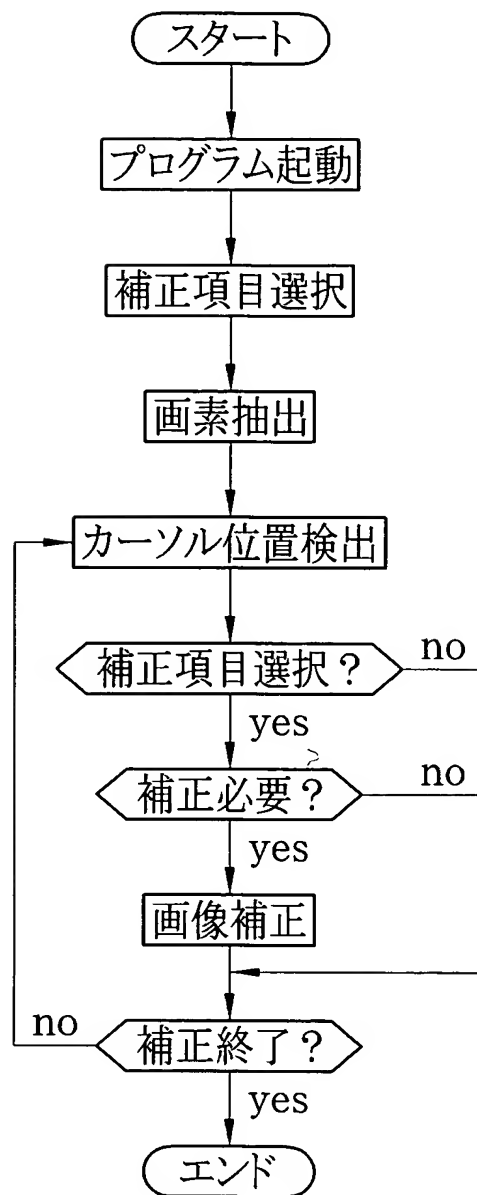 スタート
プログラム起動
補正項目選択
画素抽出
カーソル位置検出
補正項目選択?
no
yes
補正必要?
no
yes
画像補正
no
補正終了?
yes
エンド